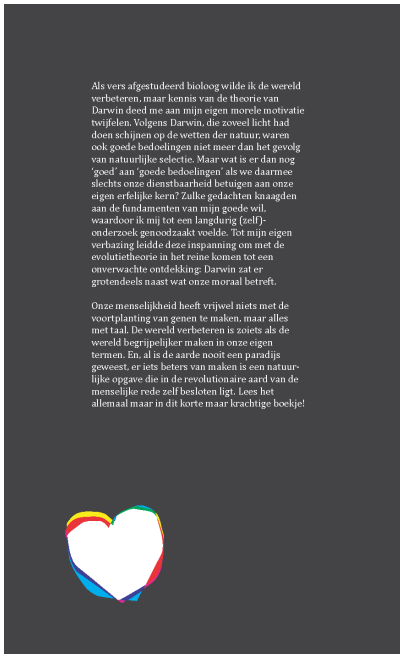 Als vers afgestudeerd bioloog wilde ik de wereld
verbeteren, maar kennis van de theorie van
Darwin deed me aan mijn eigen morele motivatie
twijfelen. Volgens Darwin, die zoveel licht had
doen schijnen op de wetten der natuur, waren
ook goede bedoelingen niet meer dan het gevolg
van natuurlijke selectie. Maar wat is er dan nog
‘goed’ aan ‘goede bedoelingen’ als we daarmee
slechts onze dienstbaarheid betuigen aan onze
eigen erfelijke kern? Zulke gedachten knaagden
aan de fundamenten van mijn goede wil,
waardoor ik mij tot een langdurig (zelf)-
onderzoek genoodzaakt voelde. Tot mijn eigen
verbazing leidde deze inspanning om met de
evolutietheorie in het reine komen tot een
onverwachte ontdekking: Darwin zat er
grotendeels naast wat onze moraal betreft.
Onze menselijkheid heeft vrijwel niets met de
voortplanting van genen te maken, maar alles
met taal. De wereld verbeteren is zoiets als de
wereld begrijpelijker maken in onze eigen
termen. En, al is de aarde nooit een paradijs
geweest, er iets beters van maken is een natuur-
lijke opgave die in de revolutionaire aard van de
menselijke rede zelf besloten ligt. Lees het
allemaal maar in dit korte maar krachtige boekje!